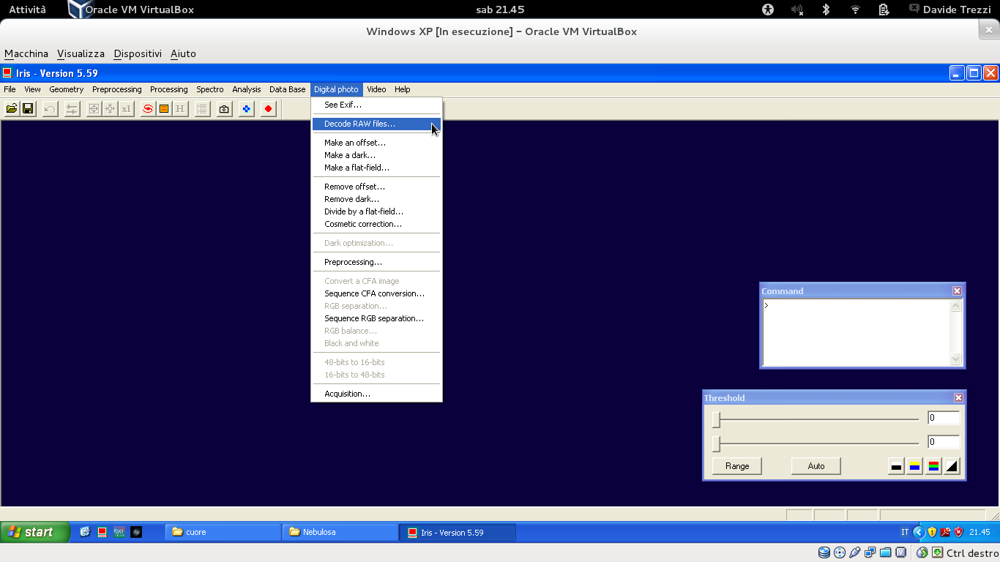 Attività Oracle VM VirtualBox sab 21.45 Davide Trezzi
Windows XP [In esecuzione] - Oracle VM VirtualBox
Macchina Visualizza Dispositivi Aiuto
Iris - Version 5.59
File View Geometry Preprocessing Processing Spectro Analysis Data Base Digital photo Video Help
x1 H
See Exif...
Decode RAW files...
Make an offset...
Make a dark...
Make a flat-field...
Remove offset...
Remove dark...
Divide by a flat-field...
Cosmetic correction...
Dark optimization...
Preprocessing...
Convert a CFA image
Sequence CFA conversion...
RGB separation...
Sequence RGB separation...
RGB balance...
Black and white
48-bits to 16-bits
16-bits to 48-bits
Acquisition...
Command
>
Threshold
0
0
Range Auto
start cuore Nebulosa Iris - Version 5.59 IT 21.45
Ctrl destro